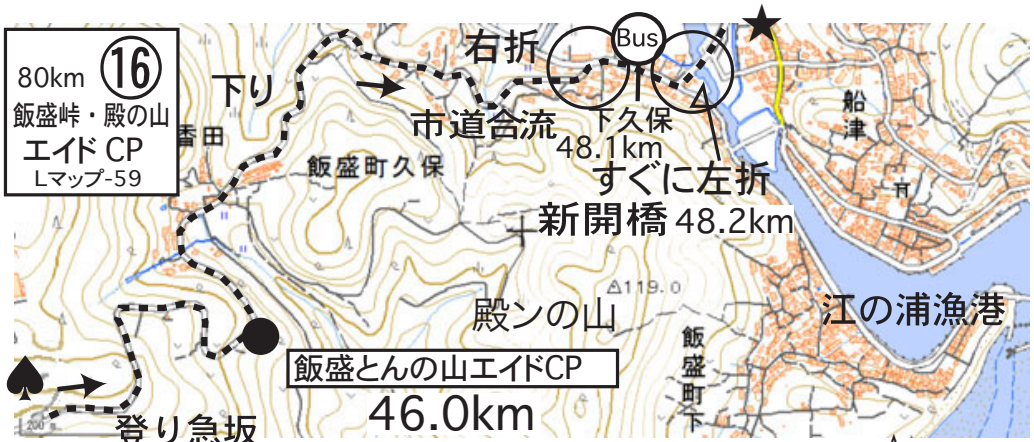 80km ⑯
飯盛峠・殿の山
エイド CP
Lマップ-59
右折
Bus
下り
市道合流
下久保
48.1km
すぐに左折
新開橋 48.2km
船津
香田
飯盛町久保
119.0
殿ンの山
江の浦漁港
飯盛町下
飯盛とんの山エイドCP
46.0km
登り急坂
200 m